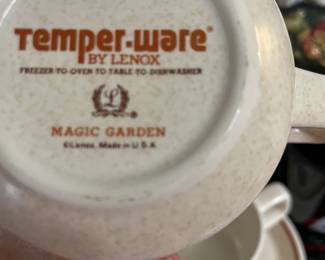 Temper-ware®
BY LENOX
FREEZER-TO-OVEN-TO-TABLE-TO-DISHWASHER
L
®
MAGIC GARDEN
©Lenox. Made in U.S.A.